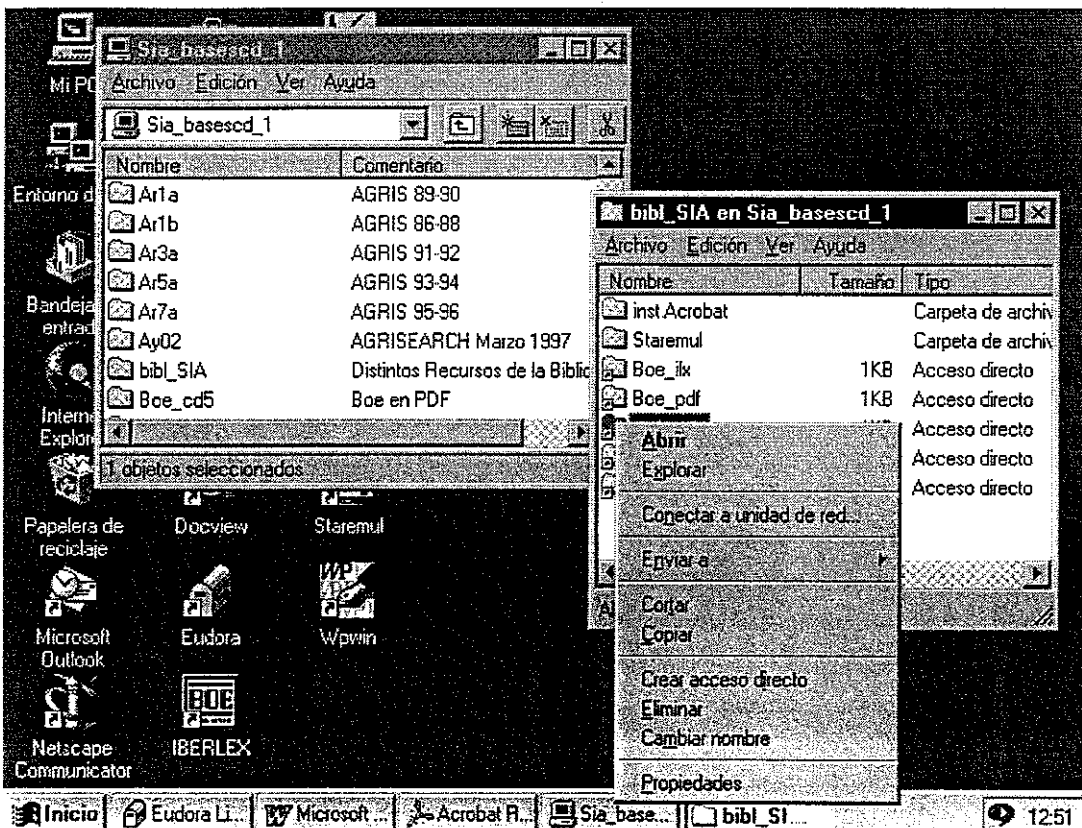 Mi PC
Sia_basescd_1
Archivo Edición Ver Ayuda
Sia_basescd_1
Nombre Comentario
Ar1a AGRIS 89-90
Ar1b AGRIS 86-88
Ar3a AGRIS 91-92
Ar5a AGRIS 93-94
Ar7a AGRIS 95-96
Ay02 AGRISEARCH Marzo 1997
bibl_SIA Distintos Recursos de la Biblio
Boe_cd5 Boe en PDF
1 objetos seleccionados
bibl_SIA en Sia_basescd_1
Archivo Edición Ver Ayuda
Nombre Tamaño Tipo
inst.Acrobat Carpeta de archiv
Staremul Carpeta de archiv
Boe_ilx 1KB Acceso directo
Boe_pdf 1KB Acceso directo
Acceso directo
Acceso directo
Acceso directo
Abrir
Explorar
Conectar a unidad de red...
Enviar a
Cortar
Copiar
Crear acceso directo
Eliminar
Cambiar nombre
Propiedades
Entorno d
Bandeja
entrad
Interne
Explor
Papelera de
reciclaje
Docview
Staremul
Microsoft
Outlook
Eudora
WP
Wpwin
Netscape
Communicator
BOE
IBERLEX
Inicio Eudora Li... Microsoft ... Acrobat R... Sia_base... bibl_SI... 12:51